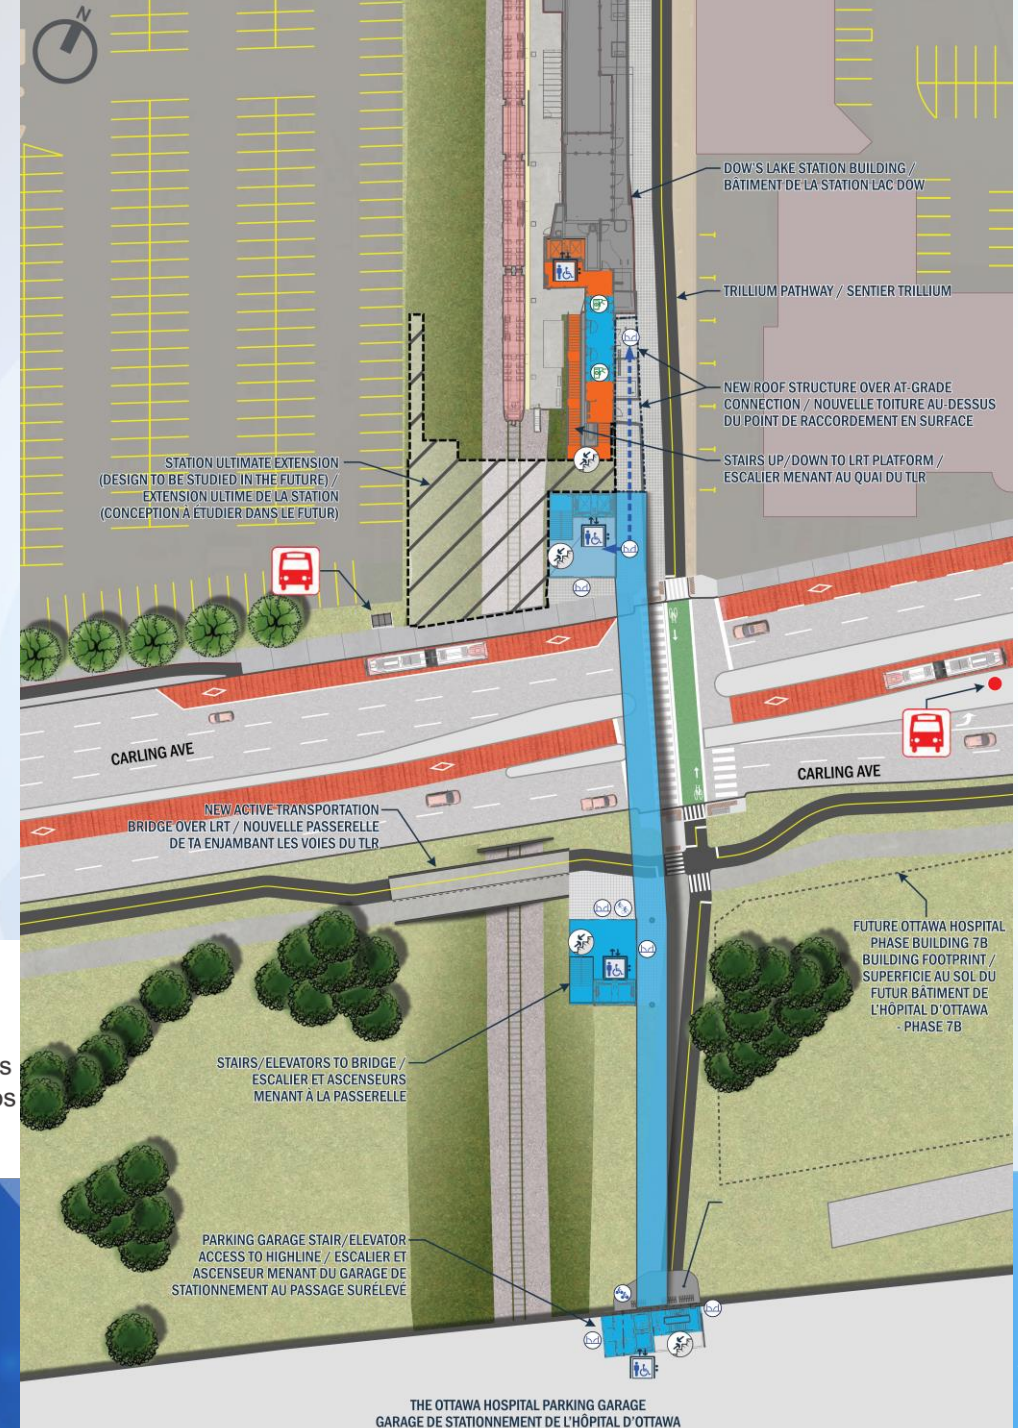 N
DOW'S LAKE STATION BUILDING /
BÂTIMENT DE LA STATION LAC DOW
TRILLIUM PATHWAY / SENTIER TRILLIUM
NEW ROOF STRUCTURE OVER AT-GRADE
CONNECTION / NOUVELLE TOITURE AU-DESSUS
DU POINT DE RACCORDEMENT EN SURFACE
STATION ULTIMATE EXTENSION
(DESIGN TO BE STUDIED IN THE FUTURE) /
EXTENSION ULTIME DE LA STATION
(CONCEPTION À ÉTUDIER DANS LE FUTUR)
STAIRS UP/DOWN TO LRT PLATFORM /
ESCALIER MENANT AU QUAI DU TLR
CARLING AVE
CARLING AVE
NEW ACTIVE TRANSPORTATION
BRIDGE OVER LRT / NOUVELLE PASSERELLE
DE TA ENJAMBANT LES VOIES DU TLR
FUTURE OTTAWA HOSPITAL
PHASE BUILDING 7B
BUILDING FOOTPRINT /
SUPERFICIE AU SOL DU
FUTUR BÂTIMENT DE
L'HÔPITAL D'OTTAWA
- PHASE 7B
S
OS
STAIRS/ELEVATORS TO BRIDGE /
ESCALIER ET ASCENSEURS
MENANT À LA PASSERELLE
PARKING GARAGE STAIR/ELEVATOR
ACCESS TO HIGHLINE / ESCALIER ET
ASCENSEUR MENANT DU GARAGE DE
STATIONNEMENT AU PASSAGE SURÉLEVÉ
THE OTTAWA HOSPITAL PARKING GARAGE
GARAGE DE STATIONNEMENT DE L'HÔPITAL D'OTTAWA